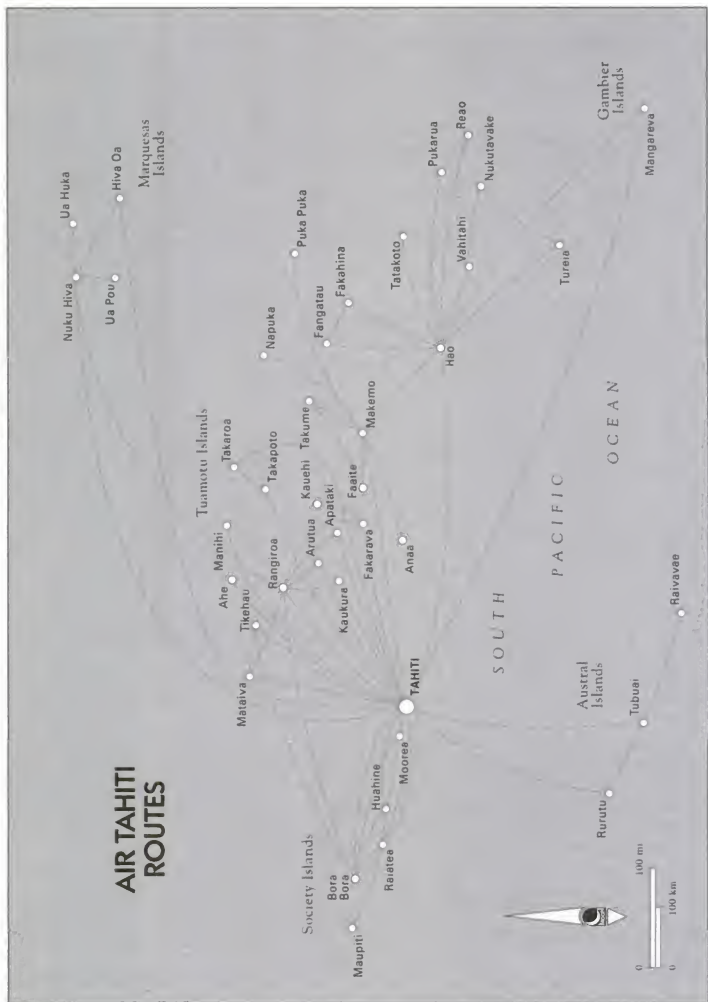 AIR TAHITI
ROUTES
Nuku Hiva
Ua Huka
Ua Pou
Hiva Oa
Marquesas
Islands
Tuamotu Islands
Napuka
Puka Puka
Takaroa
Takapoto
Manihi
Ahe
Tikehau
Rangiroa
Mataiva
Takume
Fangatau
Fakahina
Kauehi
Arutua
Apataki
Kaukura
Faaite
Fakarava
Makemo
Anaa
Tatakoto
Pukarua
Reao
Nukutavake
Vahitahi
Hao
Tureia
Gambier
Islands
Mangareva
Society Islands
Maupiti
Bora
Bora
Raiatea
Huahine
Moorea
TAHITI
SOUTH
PACIFIC
OCEAN
Austral
Islands
Rurutu
Tubuai
Raivavae
0 100 mi
0 100 km